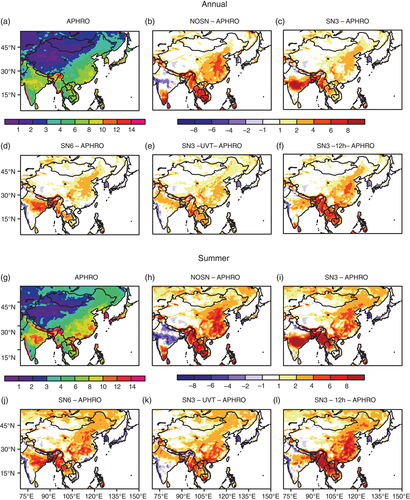 Annual
(a) APHRO (b) NOSN – APHRO (c) SN3 – APHRO
45°N
30°N
15°N
1 2 3 4 6 8 10 12 14 −8 −6 −4 −2 −1 1 2 3 4 6 8
(d) SN6 – APHRO (e) SN3 –UVT– APHRO (f) SN3 –12h– APHRO
45°N
30°N
15°N
Summer
(g) APHRO (h) NOSN – APHRO (i) SN3 – APHRO
45°N
30°N
15°N
1 2 3 4 6 8 10 12 14 −8 −6 −4 −2 −1 1 2 3 4 6 8
(j) SN6 – APHRO (k) SN3 – UVT – APHRO (l) SN3 – 12h – APHRO
45°N
30°N
15°N
75°E 90°E 105°E 120°E 135°E 150°E 75°E 90°E 105°E 120°E 135°E 150°E 75°E 90°E 105°E 120°E 135°E 150°E